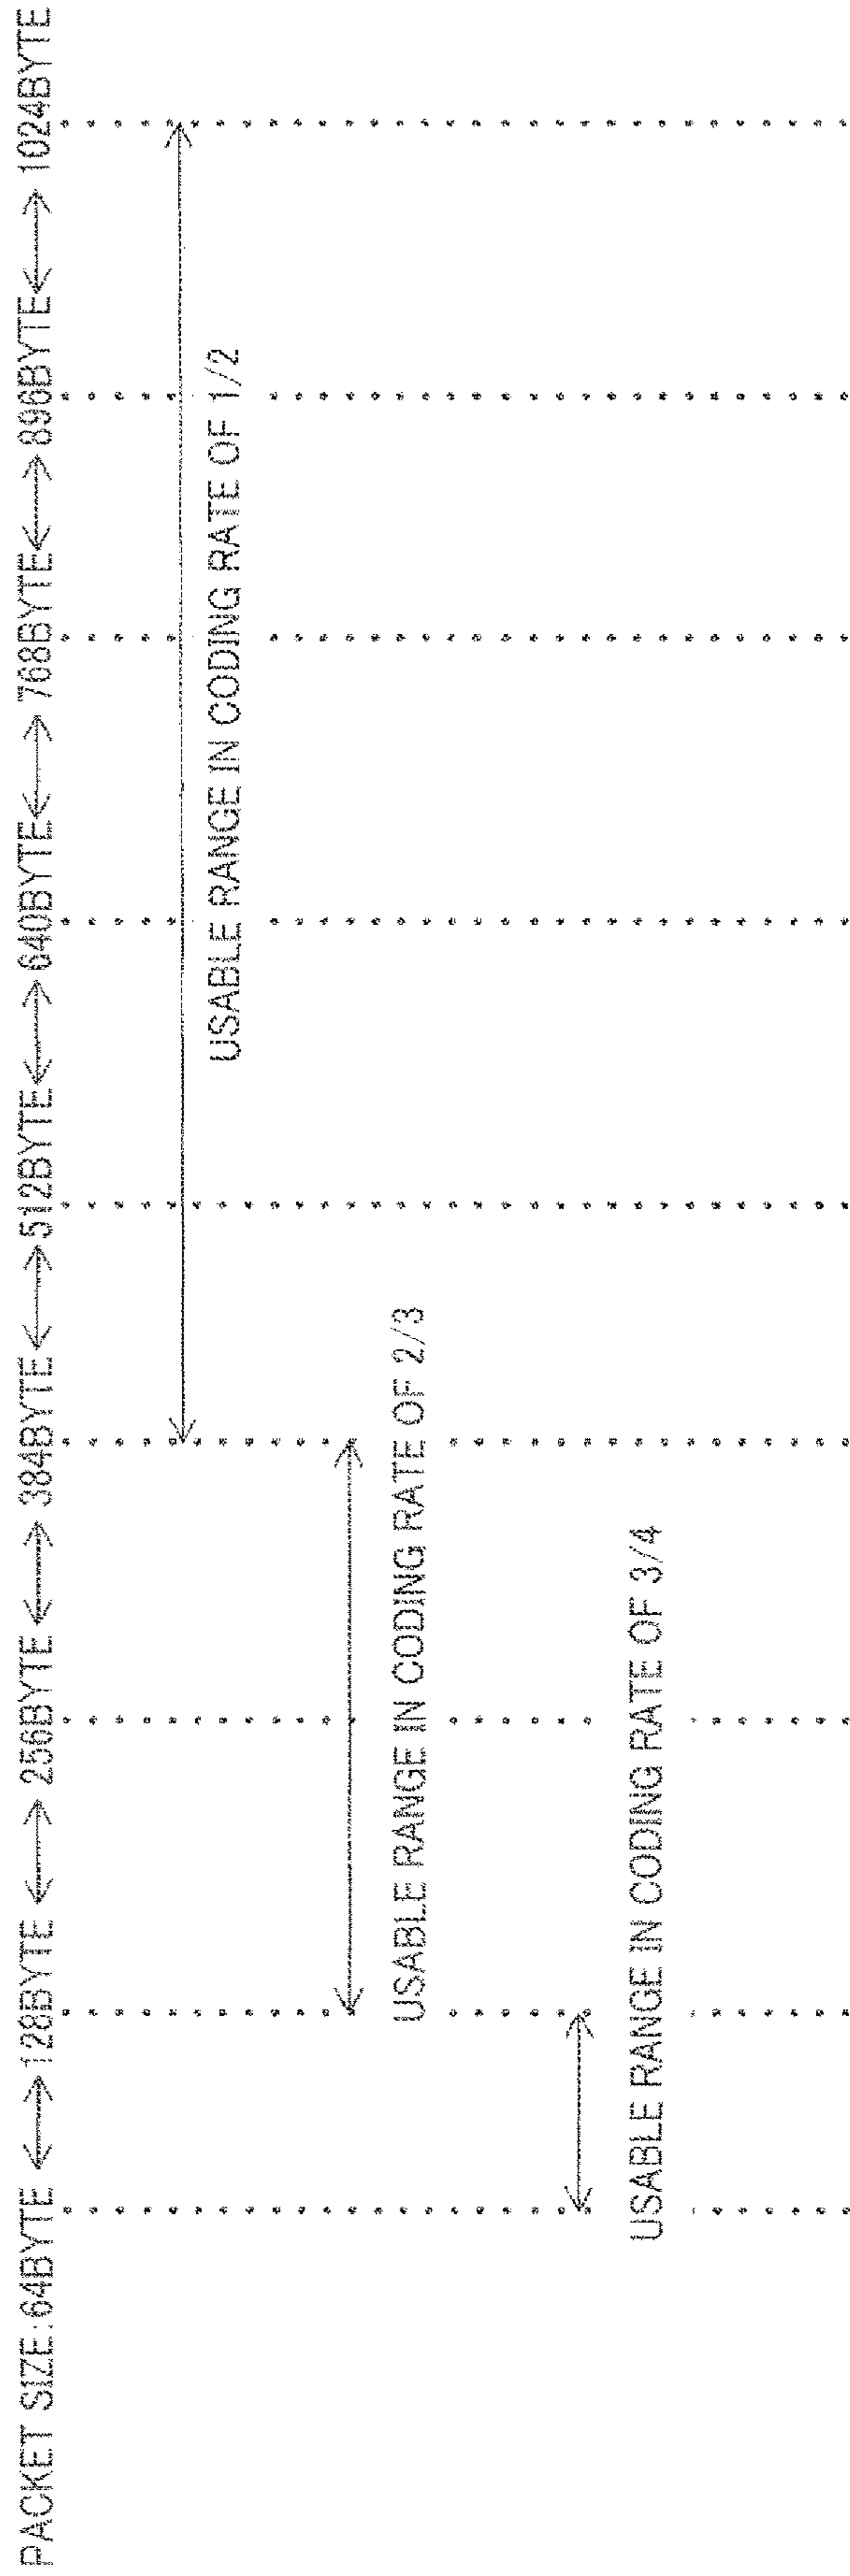 PACKET SIZE:64BYTE ↔ 128BYTE ↔ 256BYTE ↔ 384BYTE ↔ 512BYTE ↔ 640BYTE ↔ 768BYTE ↔ 896BYTE ↔ 1024BYTE
USABLE RANGE IN CODING RATE OF 1/2
USABLE RANGE IN CODING RATE OF 2/3
USABLE RANGE IN CODING RATE OF 3/4